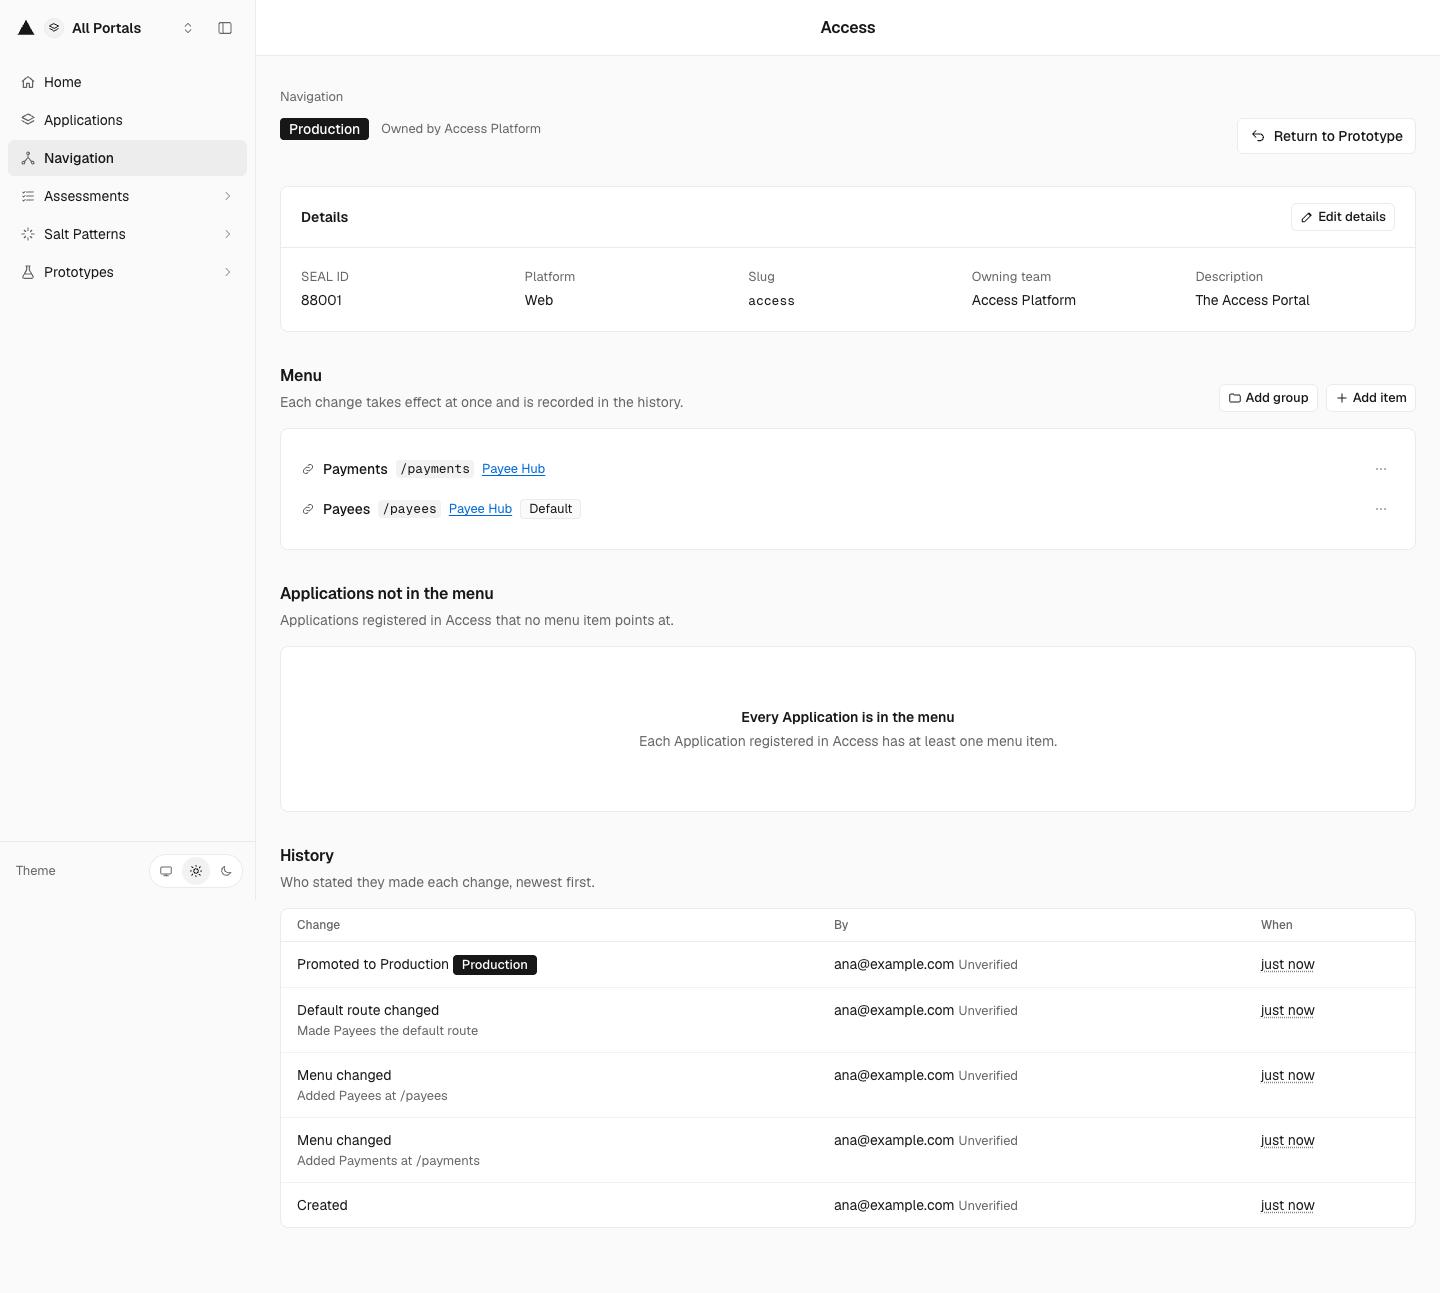 All Portals
Home
Applications
Navigation
Assessments
Salt Patterns
Prototypes
Theme
Access
Navigation
Production Owned by Access Platform
Return to Prototype
Details
Edit details
SEAL ID Platform Slug Owning team Description
88001 Web access Access Platform The Access Portal
Menu
Each change takes effect at once and is recorded in the history.
Add group Add item
Payments /payments Payee Hub ...
Payees /payees Payee Hub Default ...
Applications not in the menu
Applications registered in Access that no menu item points at.
Every Application is in the menu
Each Application registered in Access has at least one menu item.
History
Who stated they made each change, newest first.
Change By When
Promoted to Production Production ana@example.com Unverified just now
Default route changed ana@example.com Unverified just now
Made Payees the default route
Menu changed ana@example.com Unverified just now
Added Payees at /payees
Menu changed ana@example.com Unverified just now
Added Payments at /payments
Created ana@example.com Unverified just now